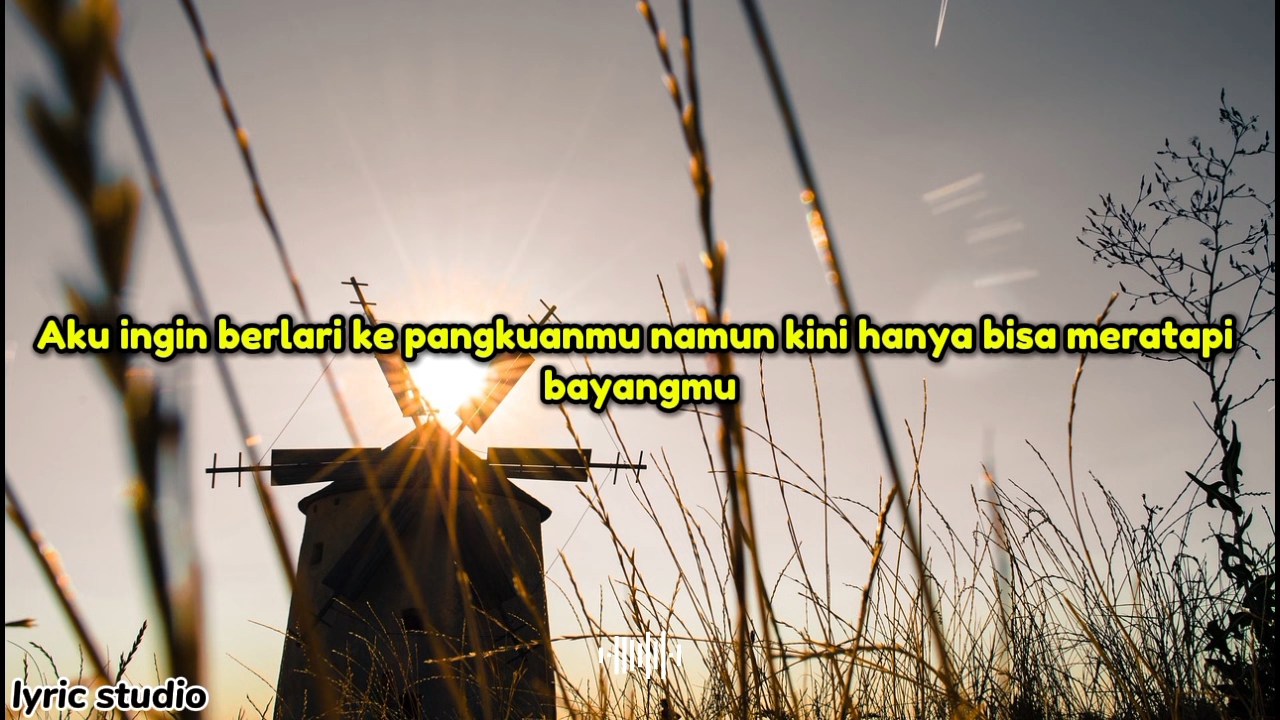 Aku ingin berlari ke pangkuanmu namun kini hanya bisa meratapi
bayangmu
lyric studio